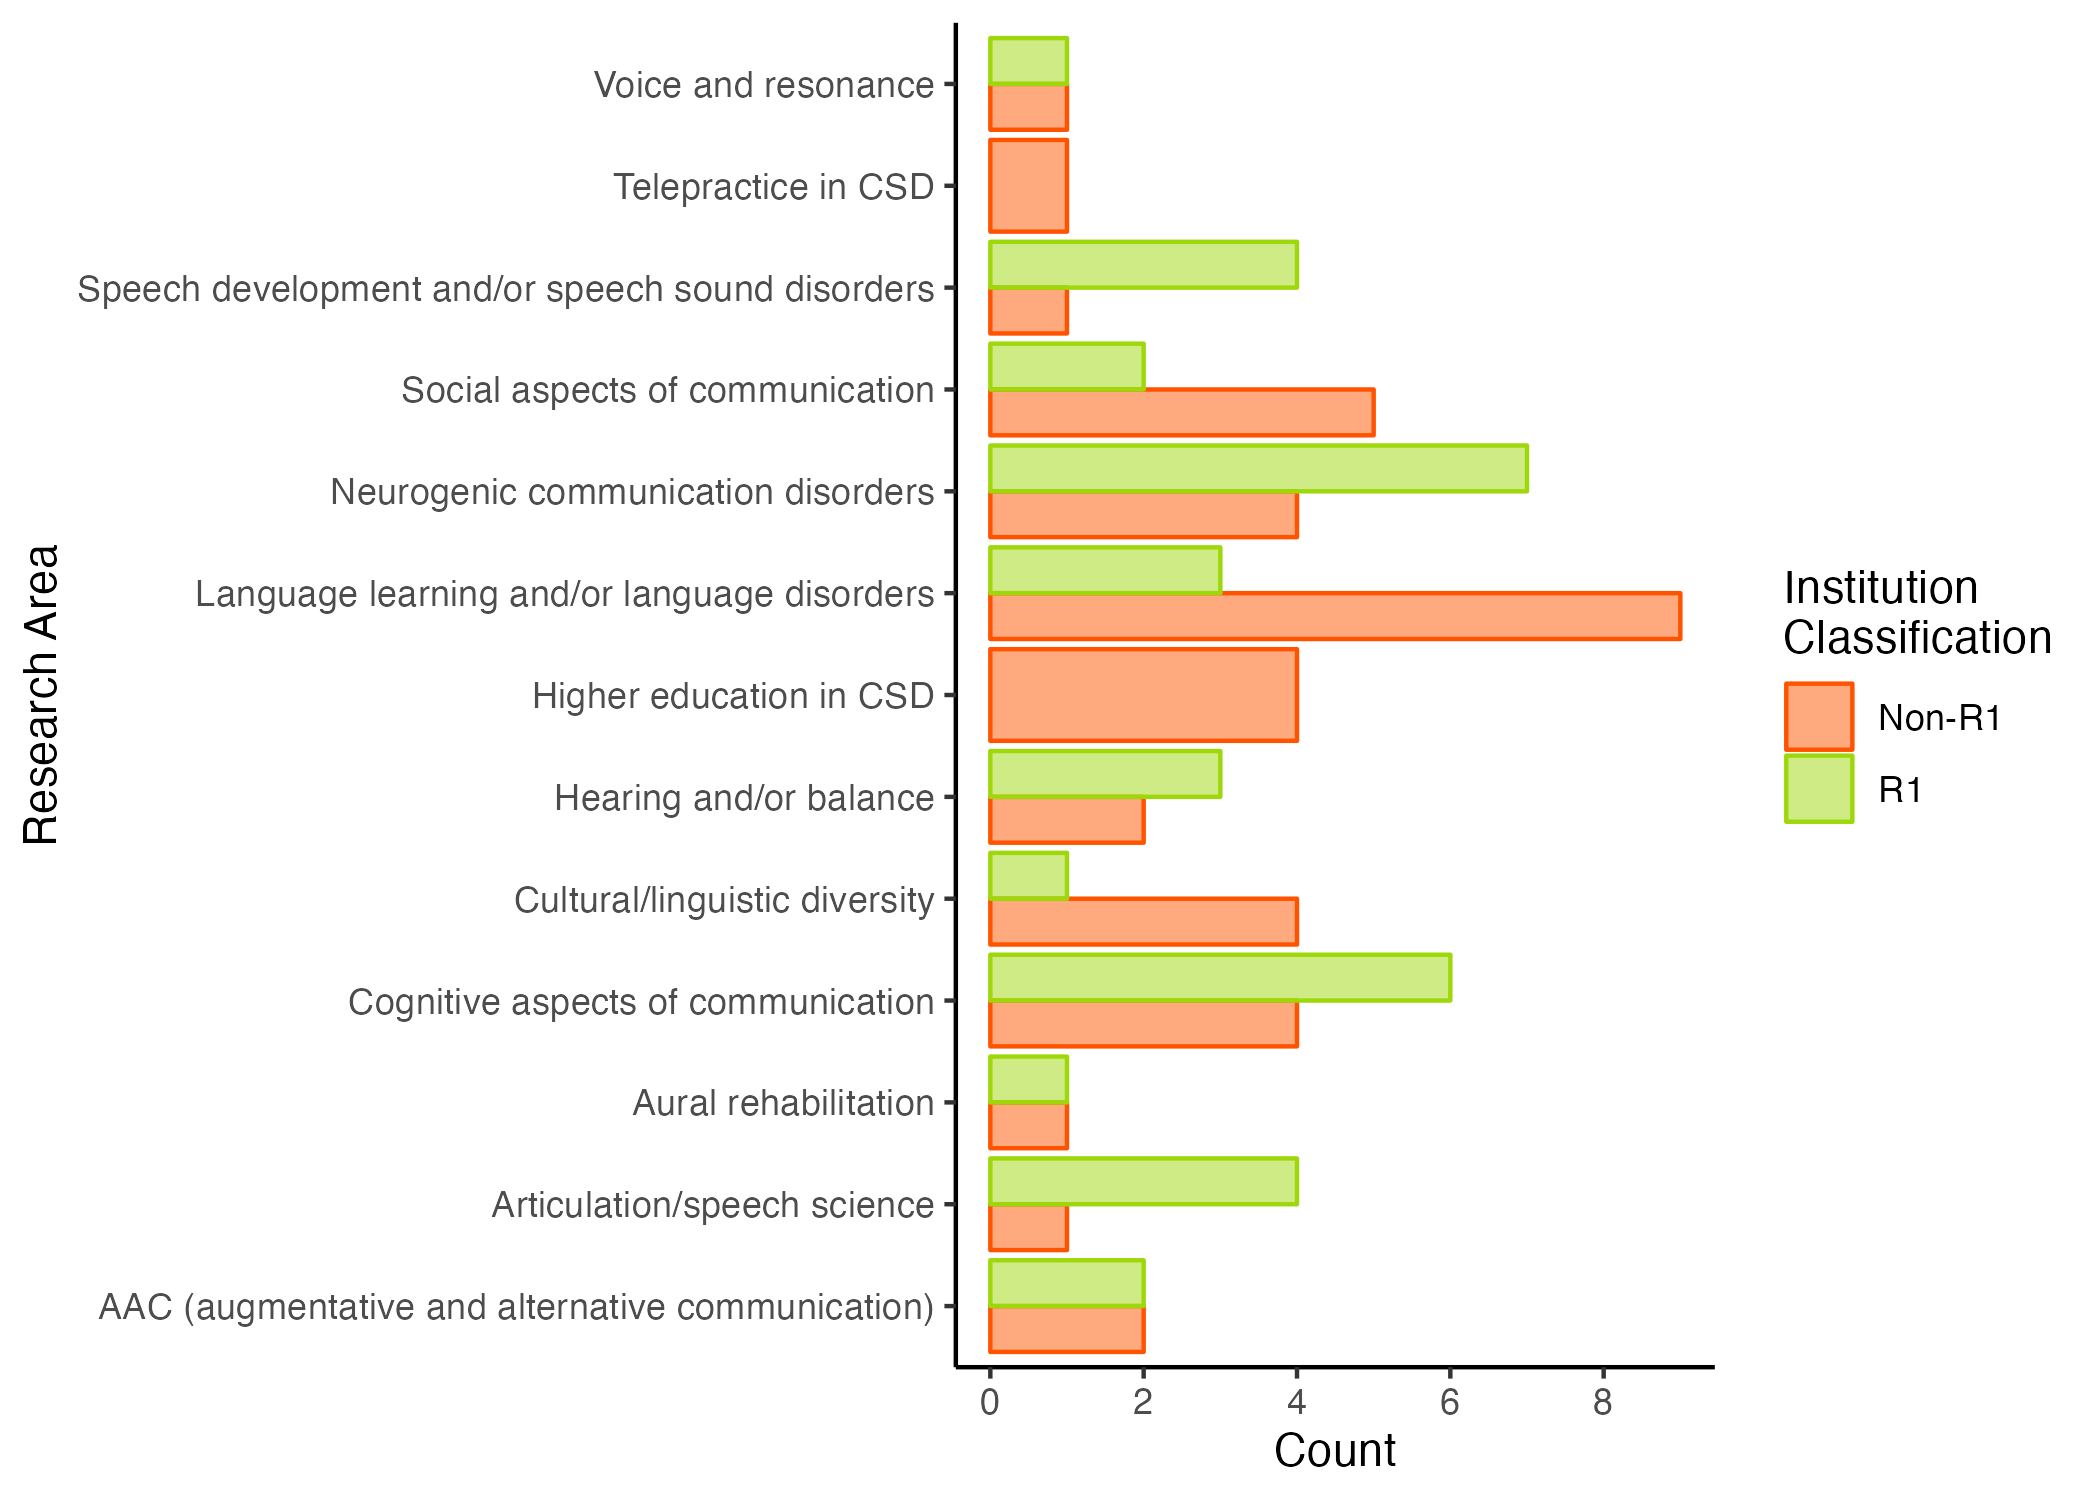 Voice and resonance
Telepractice in CSD
Speech development and/or speech sound disorders
Social aspects of communication
Neurogenic communication disorders
Language learning and/or language disorders
Higher education in CSD
Hearing and/or balance
Cultural/linguistic diversity
Cognitive aspects of communication
Aural rehabilitation
Articulation/speech science
AAC (augmentative and alternative communication)
Research Area
0 2 4 6 8
Count
Institution
Classification
Non-R1
R1